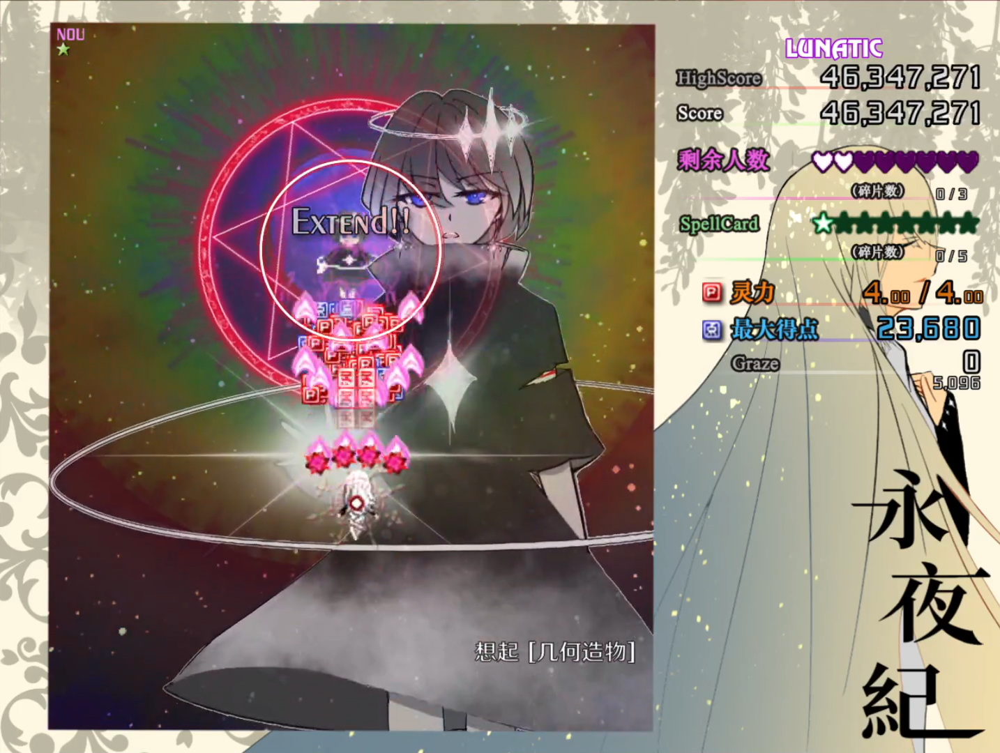 NOU
LUNATIC
HighScore 46,347,271
Score 46,347,271
剩余人数
(碎片数) 0/3
SpellCard
(碎片数) 0/5
P 灵力 4.00 / 4.00
最大得点 23,680
Graze 0
5,096
Extend!!
想起 [几何造物]
永夜紀